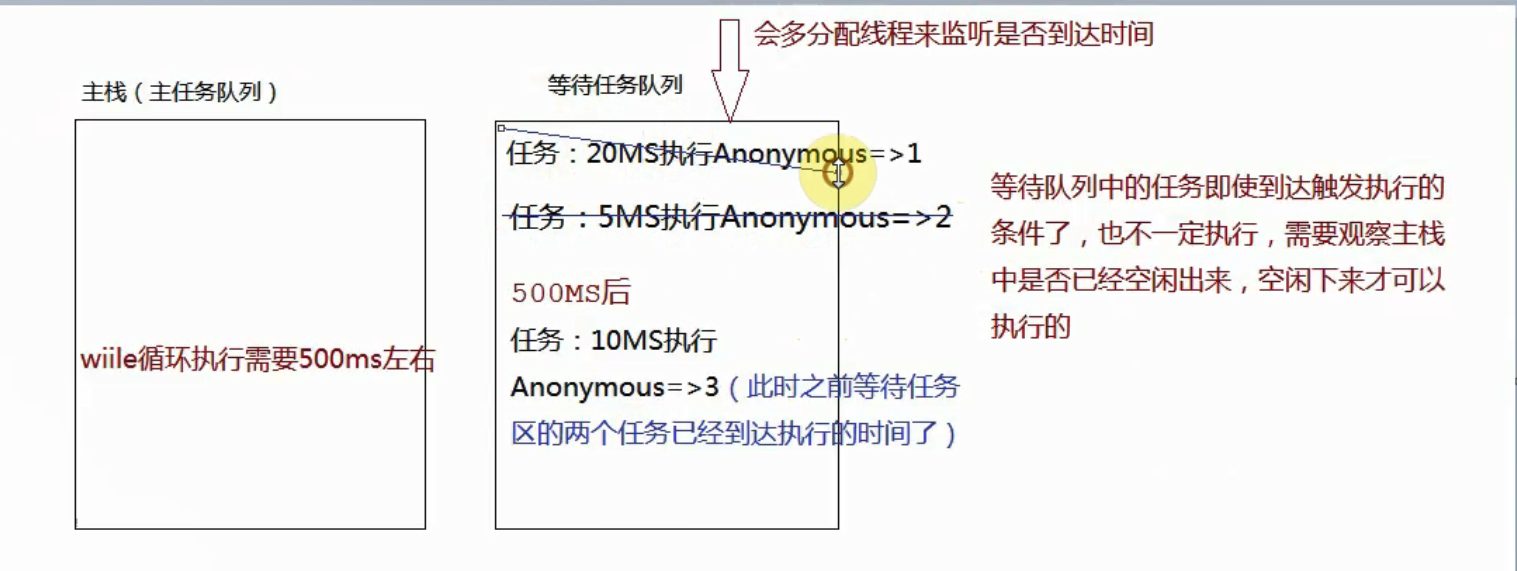 会多分配线程来监听是否到达时间
主栈（主任务队列）
等待任务队列
wiile循环执行需要500ms左右
任务：20MS执行Anonymous=>1
任务：5MS执行Anonymous=>2
500MS后
任务：10MS执行
Anonymous=>3（此时之前等待任务
区的两个任务已经到达执行的时间了）
等待队列中的任务即使到达触发执行的
条件了，也不一定执行，需要观察主栈
中是否已经空闲出来，空闲下来才可以
执行的